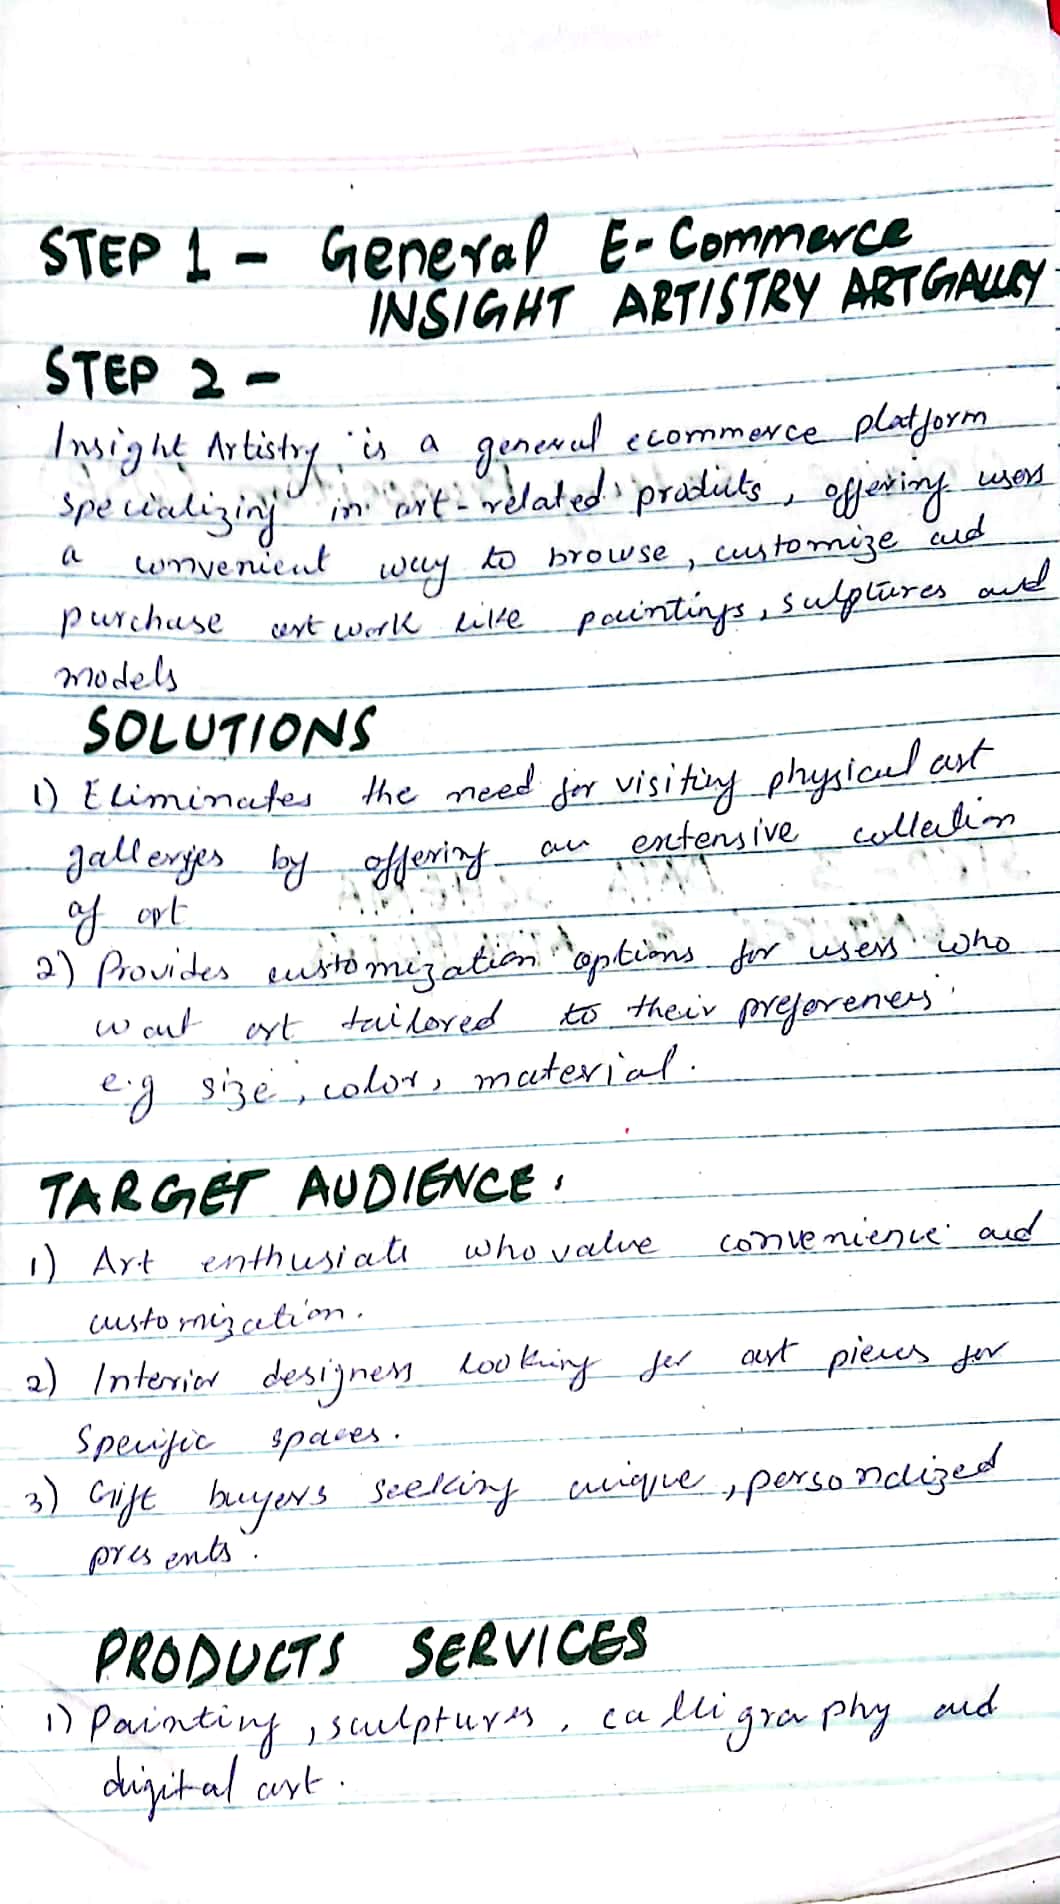 STEP 1 - General E-Commerce
INSIGHT ARTISTRY ARTGALLRY
STEP 2 -
Insight Artistry is a general ecommerce platform
specializing in art-related products, offering users
a convenient way to browse, customize and
purchase art work like paintings, sulptures and
models
SOLUTIONS
1) Eliminates the need for visiting physical art
galleries by offering an extensive collection
of art
2) Provides customization options for users who
want art tailored to their preferences.
e.g size, color, material.
TARGET AUDIENCE:
1) Art enthusiats who value convenience and
customization.
2) Interior designers looking for art pieces for
Specific spaces.
3) Gift buyers seeking unique, personalized
presents.
PRODUCTS SERVICES
1) Painting, sculptures, calligraphy and
digital art.